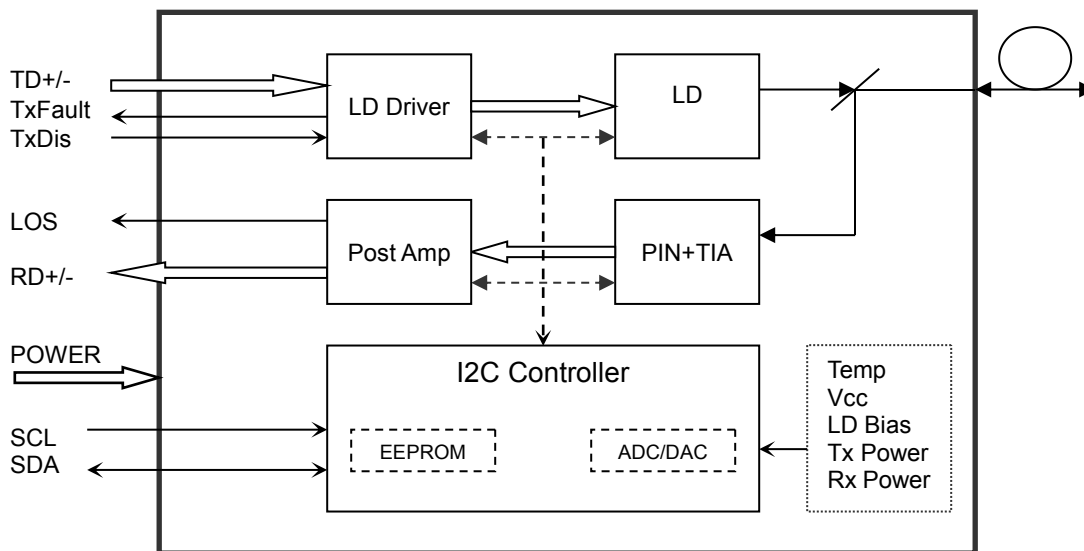 TD+/-
TxFault
TxDis
LD Driver
LD
LOS
RD+/-
Post Amp
PIN+TIA
POWER
SCL
SDA
I2C Controller
EEPROM
ADC/DAC
Temp
Vcc
LD Bias
Tx Power
Rx Power